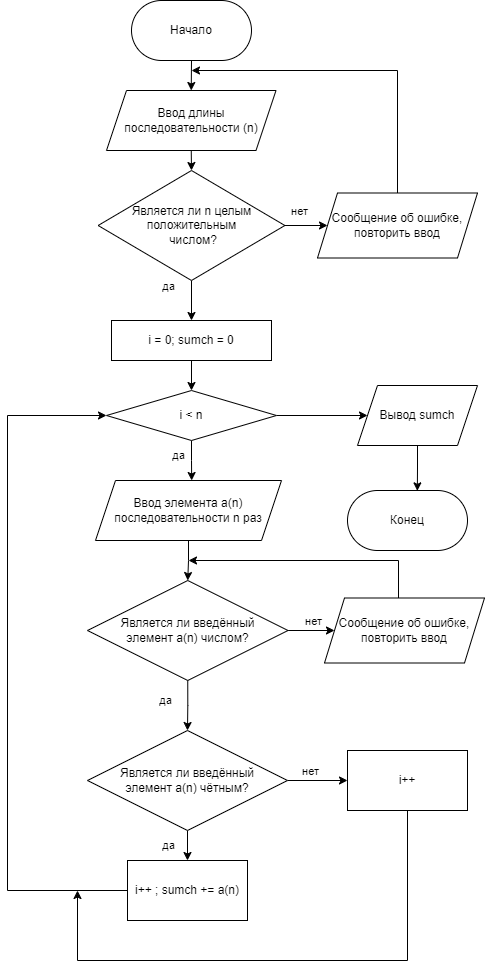 Начало
Ввод длины
последовательности (n)
Является ли n целым
положительным
числом?
нет
Сообщение об ошибке,
повторить ввод
да
i = 0; sumch = 0
i < n
Вывод sumch
да
Ввод элемента a(n)
последовательности n раз
Конец
Является ли введённый
элемент a(n) числом?
нет
Сообщение об ошибке,
повторить ввод
да
Является ли введённый
элемент a(n) чётным?
нет
i++
да
i++ ; sumch += a(n)